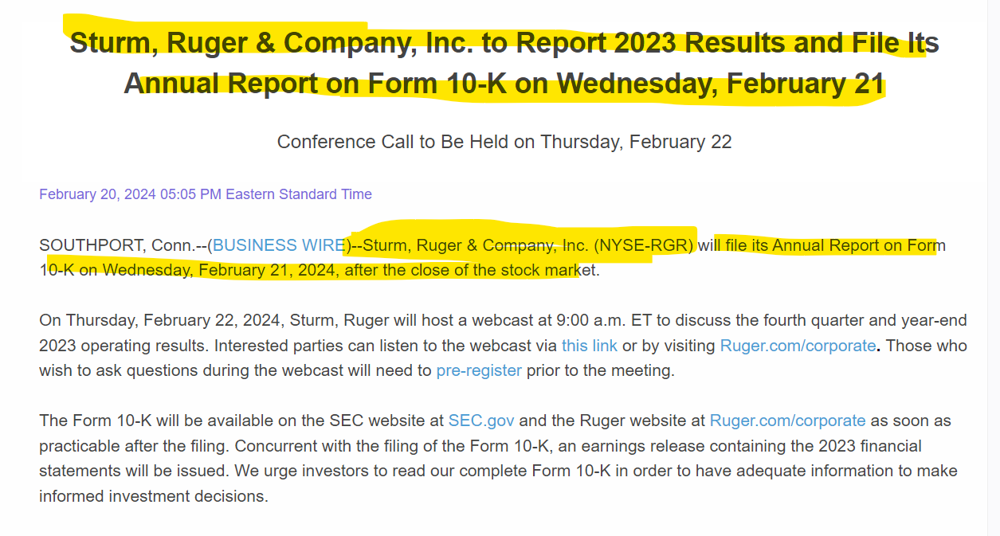 Sturm, Ruger & Company, Inc. to Report 2023 Results and File Its
Annual Report on Form 10-K on Wednesday, February 21
Conference Call to Be Held on Thursday, February 22
February 20, 2024 05:05 PM Eastern Standard Time
SOUTHPORT, Conn.--(BUSINESS WIRE)--Sturm, Ruger & Company, Inc. (NYSE-RGR) will file its Annual Report on Form
10-K on Wednesday, February 21, 2024, after the close of the stock market.
On Thursday, February 22, 2024, Sturm, Ruger will host a webcast at 9:00 a.m. ET to discuss the fourth quarter and year-end
2023 operating results. Interested parties can listen to the webcast via this link or by visiting Ruger.com/corporate. Those who
wish to ask questions during the webcast will need to pre-register prior to the meeting.
The Form 10-K will be available on the SEC website at SEC.gov and the Ruger website at Ruger.com/corporate as soon as
practicable after the filing. Concurrent with the filing of the Form 10-K, an earnings release containing the 2023 financial
statements will be issued. We urge investors to read our complete Form 10-K in order to have adequate information to make
informed investment decisions.